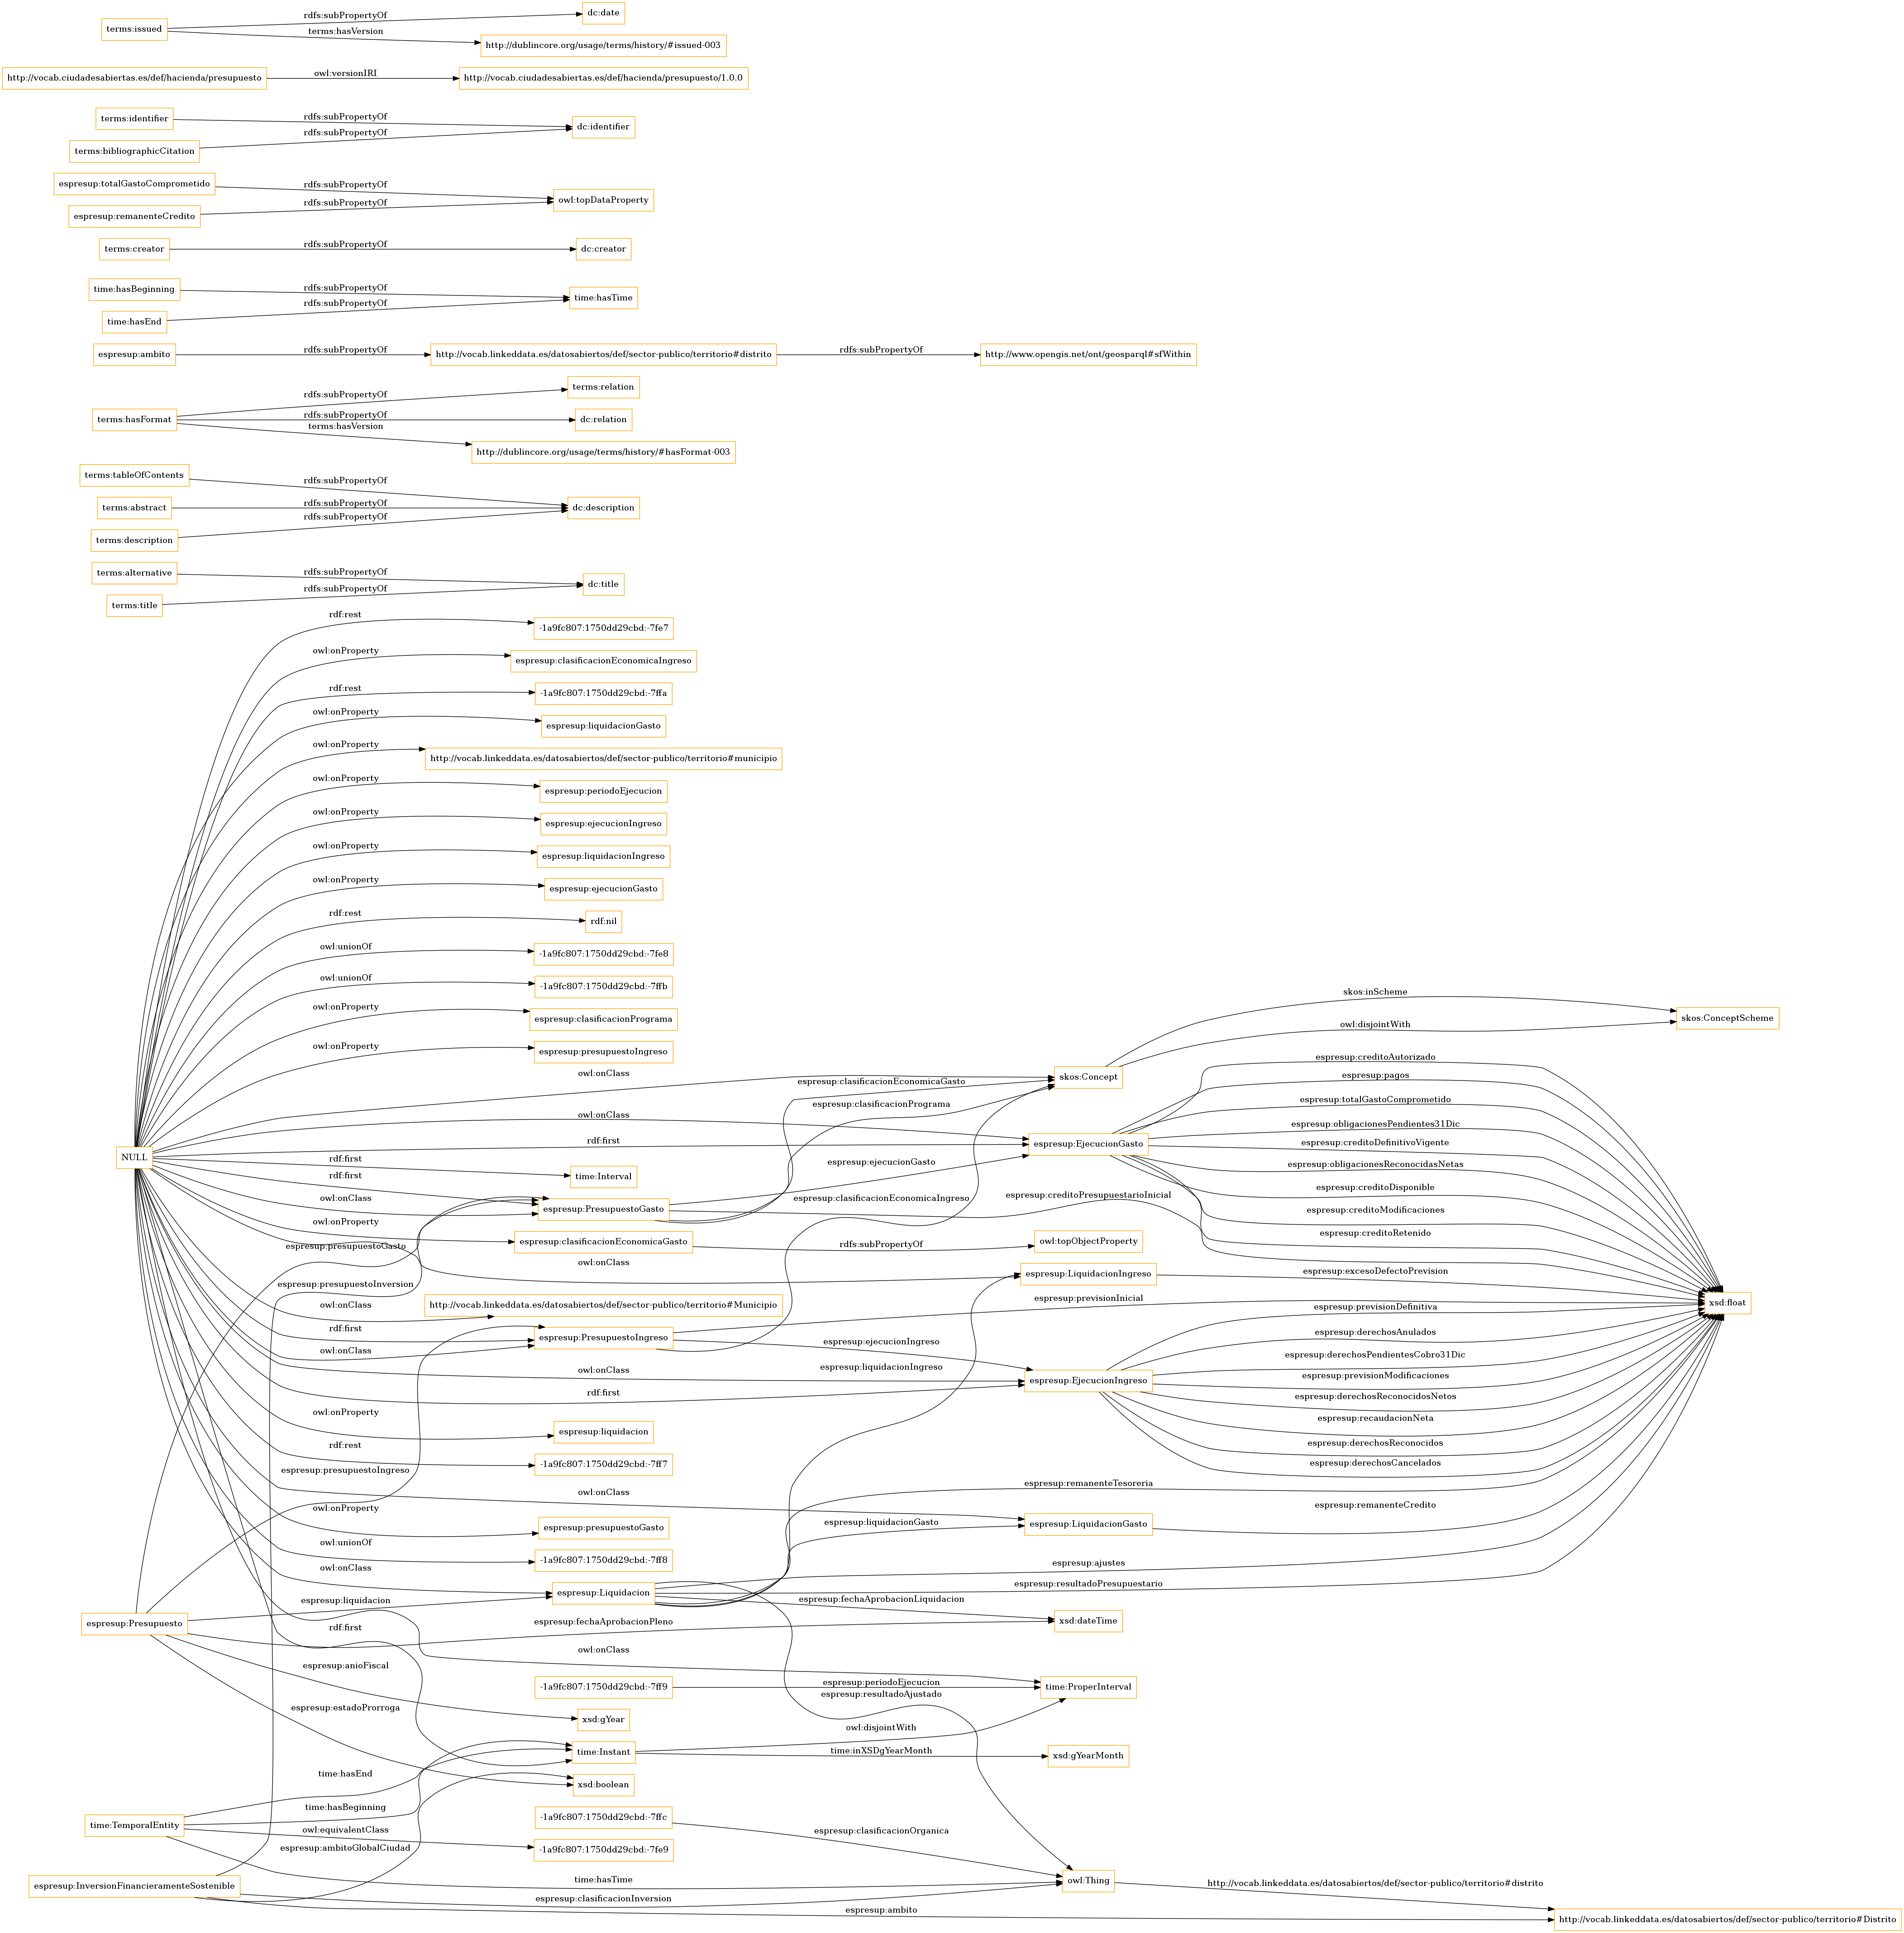 terms:issued
rdfs:subPropertyOf
dc:date
terms:hasVersion
http://dublincore.org/usage/terms/history/#issued-003
http://vocab.ciudadesabiertas.es/def/hacienda/presupuesto
owl:versionIRI
http://vocab.ciudadesabiertas.es/def/hacienda/presupuesto/1.0.0
terms:identifier
rdfs:subPropertyOf
dc:identifier
terms:bibliographicCitation
rdfs:subPropertyOf
espresup:totalGastoComprometido
rdfs:subPropertyOf
owl:topDataProperty
espresup:remanenteCredito
rdfs:subPropertyOf
terms:creator
rdfs:subPropertyOf
dc:creator
time:hasBeginning
rdfs:subPropertyOf
time:hasTime
time:hasEnd
rdfs:subPropertyOf
espresup:ambito
rdfs:subPropertyOf
http://vocab.linkeddata.es/datosabiertos/def/sector-publico/territorio#distrito
rdfs:subPropertyOf
http://www.opengis.net/ont/geosparql#sfWithin
terms:hasFormat
rdfs:subPropertyOf
terms:relation
rdfs:subPropertyOf
dc:relation
terms:hasVersion
http://dublincore.org/usage/terms/history/#hasFormat-003
terms:tableOfContents
rdfs:subPropertyOf
terms:abstract
rdfs:subPropertyOf
dc:description
terms:description
rdfs:subPropertyOf
terms:alternative
rdfs:subPropertyOf
dc:title
terms:title
rdfs:subPropertyOf
rdf:rest
-1a9fc807:1750dd29cbd:-7fe7
owl:onProperty
espresup:clasificacionEconomicaIngreso
rdf:rest
-1a9fc807:1750dd29cbd:-7ffa
owl:onProperty
espresup:liquidacionGasto
owl:onProperty
http://vocab.linkeddata.es/datosabiertos/def/sector-publico/territorio#municipio
owl:onProperty
espresup:periodoEjecucion
owl:onProperty
espresup:ejecucionIngreso
owl:onProperty
espresup:liquidacionIngreso
owl:onProperty
espresup:ejecucionGasto
rdf:rest
rdf:nil
owl:unionOf
-1a9fc807:1750dd29cbd:-7fe8
owl:unionOf
-1a9fc807:1750dd29cbd:-7ffb
owl:onProperty
espresup:clasificacionPrograma
owl:onProperty
espresup:presupuestoIngreso
skos:inScheme
skos:ConceptScheme
owl:disjointWith
owl:onClass
espresup:clasificacionEconomicaGasto
skos:Concept
espresup:clasificacionPrograma
owl:onClass
rdf:first
espresup:EjecucionGasto
NULL
rdf:first
time:Interval
rdf:first
espresup:ejecucionGasto
owl:onClass
espresup:PresupuestoGasto
espresup:clasificacionEconomicaIngreso
espresup:creditoPresupuestarioInicial
espresup:creditoAutorizado
espresup:pagos
espresup:totalGastoComprometido
espresup:obligacionesPendientes31Dic
espresup:creditoDefinitivoVigente
espresup:obligacionesReconocidasNetas
espresup:creditoDisponible
espresup:creditoModificaciones
espresup:creditoRetenido
owl:onProperty
espresup:clasificacionEconomicaGasto
rdfs:subPropertyOf
owl:topObjectProperty
espresup:presupuestoGasto
owl:onClass
espresup:LiquidacionIngreso
espresup:excesoDefectoPrevision
espresup:presupuestoInversion
owl:onClass
http://vocab.linkeddata.es/datosabiertos/def/sector-publico/territorio#Municipio
espresup:previsionInicial
xsd:float
rdf:first
espresup:PresupuestoIngreso
owl:onClass
espresup:ejecucionIngreso
espresup:liquidacionIngreso
espresup:previsionDefinitiva
espresup:derechosAnulados
espresup:derechosPendientesCobro31Dic
owl:onClass
espresup:EjecucionIngreso
espresup:previsionModificaciones
rdf:first
espresup:derechosReconocidosNetos
espresup:recaudacionNeta
espresup:derechosReconocidos
espresup:derechosCancelados
owl:onProperty
espresup:liquidacion
rdf:rest
-1a9fc807:1750dd29cbd:-7ff7
espresup:presupuestoIngreso
owl:onClass
espresup:remanenteTesoreria
owl:onProperty
espresup:presupuestoGasto
espresup:liquidacionGasto
espresup:LiquidacionGasto
espresup:remanenteCredito
owl:unionOf
-1a9fc807:1750dd29cbd:-7ff8
owl:onClass
espresup:Liquidacion
espresup:ajustes
espresup:resultadoPresupuestario
espresup:Presupuesto
espresup:liquidacion
espresup:fechaAprobacionLiquidacion
espresup:fechaAprobacionPleno
xsd:dateTime
rdf:first
owl:onClass
espresup:anioFiscal
-1a9fc807:1750dd29cbd:-7ff9
espresup:periodoEjecucion
time:ProperInterval
espresup:resultadoAjustado
espresup:estadoProrroga
xsd:gYear
owl:disjointWith
time:Instant
time:inXSDgYearMonth
xsd:gYearMonth
time:hasEnd
xsd:boolean
time:hasBeginning
time:TemporalEntity
owl:equivalentClass
-1a9fc807:1750dd29cbd:-7ffc
espresup:clasificacionOrganica
espresup:ambitoGlobalCiudad
-1a9fc807:1750dd29cbd:-7fe9
time:hasTime
owl:Thing
http://vocab.linkeddata.es/datosabiertos/def/sector-publico/territorio#distrito
espresup:InversionFinancieramenteSostenible
espresup:clasificacionInversion
espresup:ambito
http://vocab.linkeddata.es/datosabiertos/def/sector-publico/territorio#Distrito